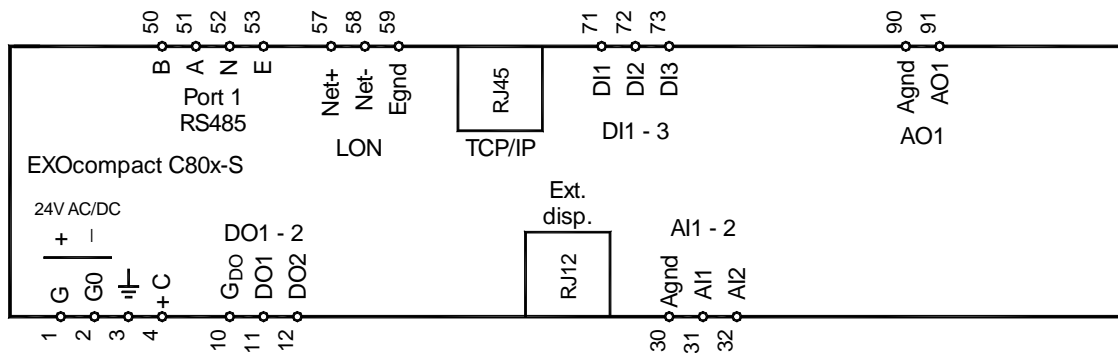 50 51 52 53 57 58 59 71 72 73 90 91
B A N E Net+ Net- Egnd RJ45 DI1 DI2 DI3 Agnd AO1
Port 1
RS485
LON
TCP/IP
DI1 - 3
AO1
EXOcompact C80x-S
24V AC/DC
+ –
Ext.
disp.
DO1 - 2
AI1 - 2
G G0 +C GDO DO1 DO2 RJ12 Agnd AI1 AI2
1 2 3 4 10 11 12 30 31 32